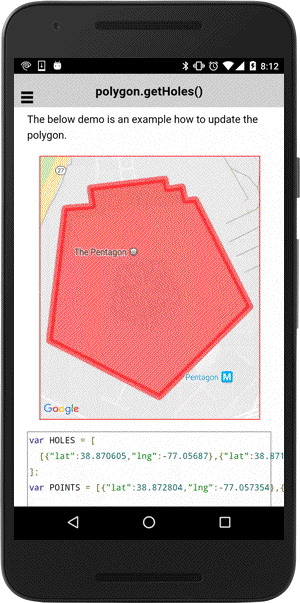 8:12
polygon.getHoles()
The below demo is an example how to update the
polygon.
27
The Pentagon
Pentagon M
Google
var HOLES = [
[{"lat":38.870605,"lng":-77.05687},{"lat":38.871
];
var POINTS = [{"lat":38.872804,"lng":-77.057354},{